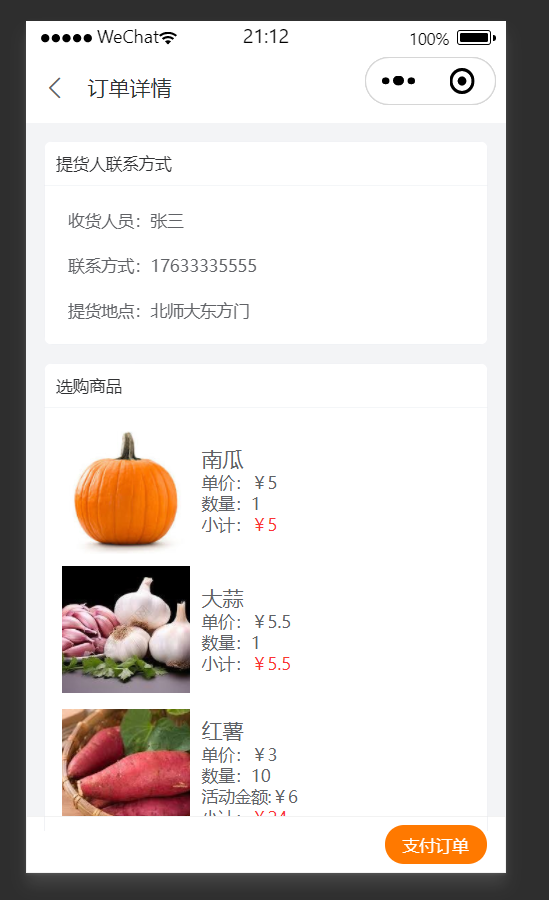 WeChat 21:12 100%
订单详情
提货人联系方式
收货人员：张三
联系方式：17633335555
提货地点：北师大东方门
选购商品
南瓜
单价：￥5
数量：1
小计：￥5
大蒜
单价：￥5.5
数量：1
小计：￥5.5
红薯
单价：￥3
数量：10
活动金额:￥6
小计：￥24
支付订单